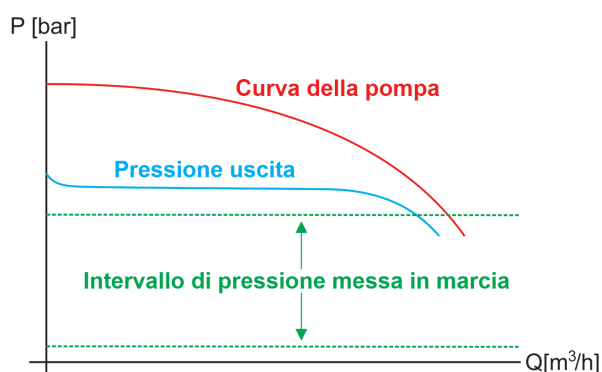 P [bar]
Curva della pompa
Pressione uscita
Intervallo di pressione messa in marcia
Q[m³/h]